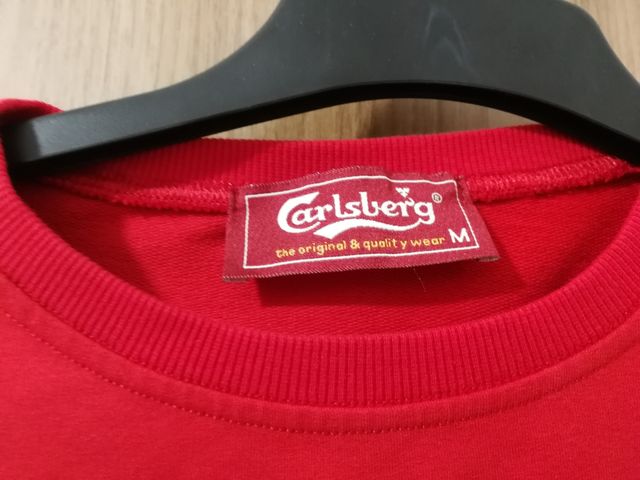 Carlsberg®
the original & quality wear M